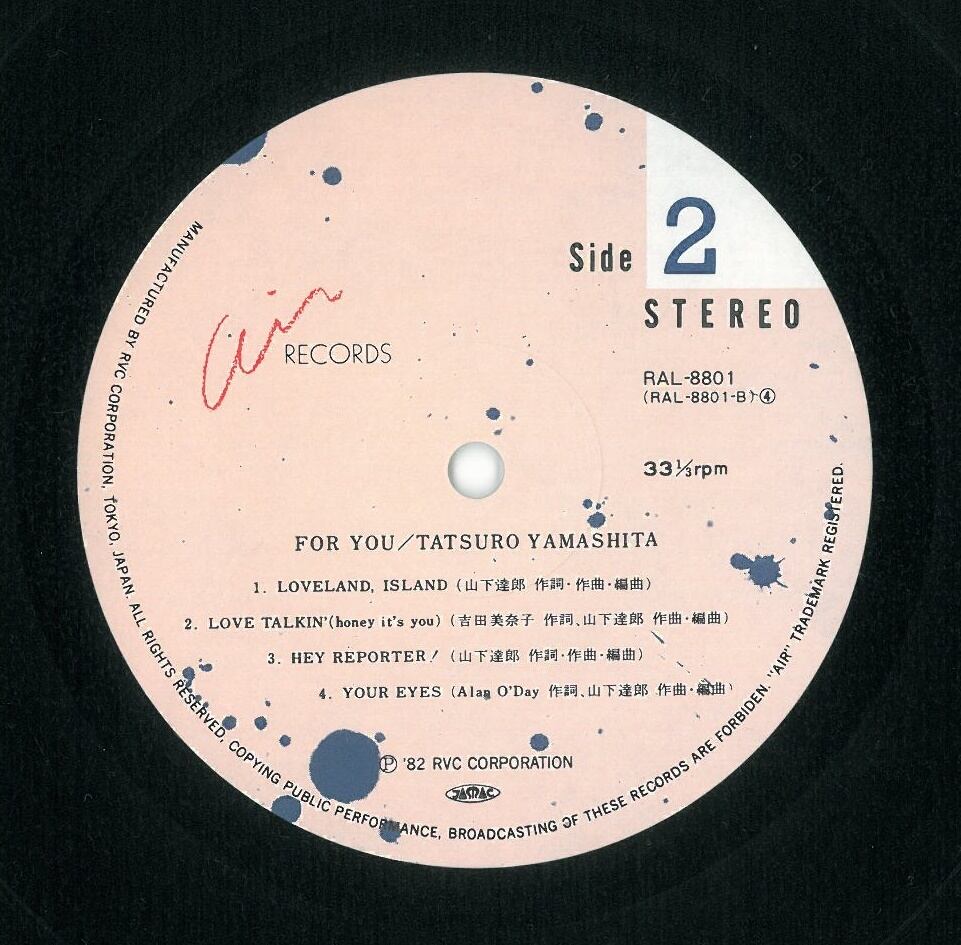 Side 2
STEREO
air RECORDS
RAL-8801
(RAL-8801-B)④
33⅓rpm
FOR YOU/TATSURO YAMASHITA
1. LOVELAND, ISLAND (山下達郎 作詞・作曲・編曲)
2. LOVE TALKIN'(honey it's you) (吉田美奈子 作詞、山下達郎 作曲・編曲)
3. HEY REPORTER! (山下達郎 作詞・作曲・編曲)
4. YOUR EYES (Alan O'Day 作詞、山下達郎 作曲・編曲)
Ⓟ '82 RVC CORPORATION
JASRAC
MANUFACTURED BY RVC CORPORATION, TOKYO, JAPAN. ALL RIGHTS RESERVED, COPYING PUBLIC PERFORMANCE, BROADCASTING OF THESE RECORDS ARE FORBIDEN. "AIR" TRADEMARK REGISTERED.